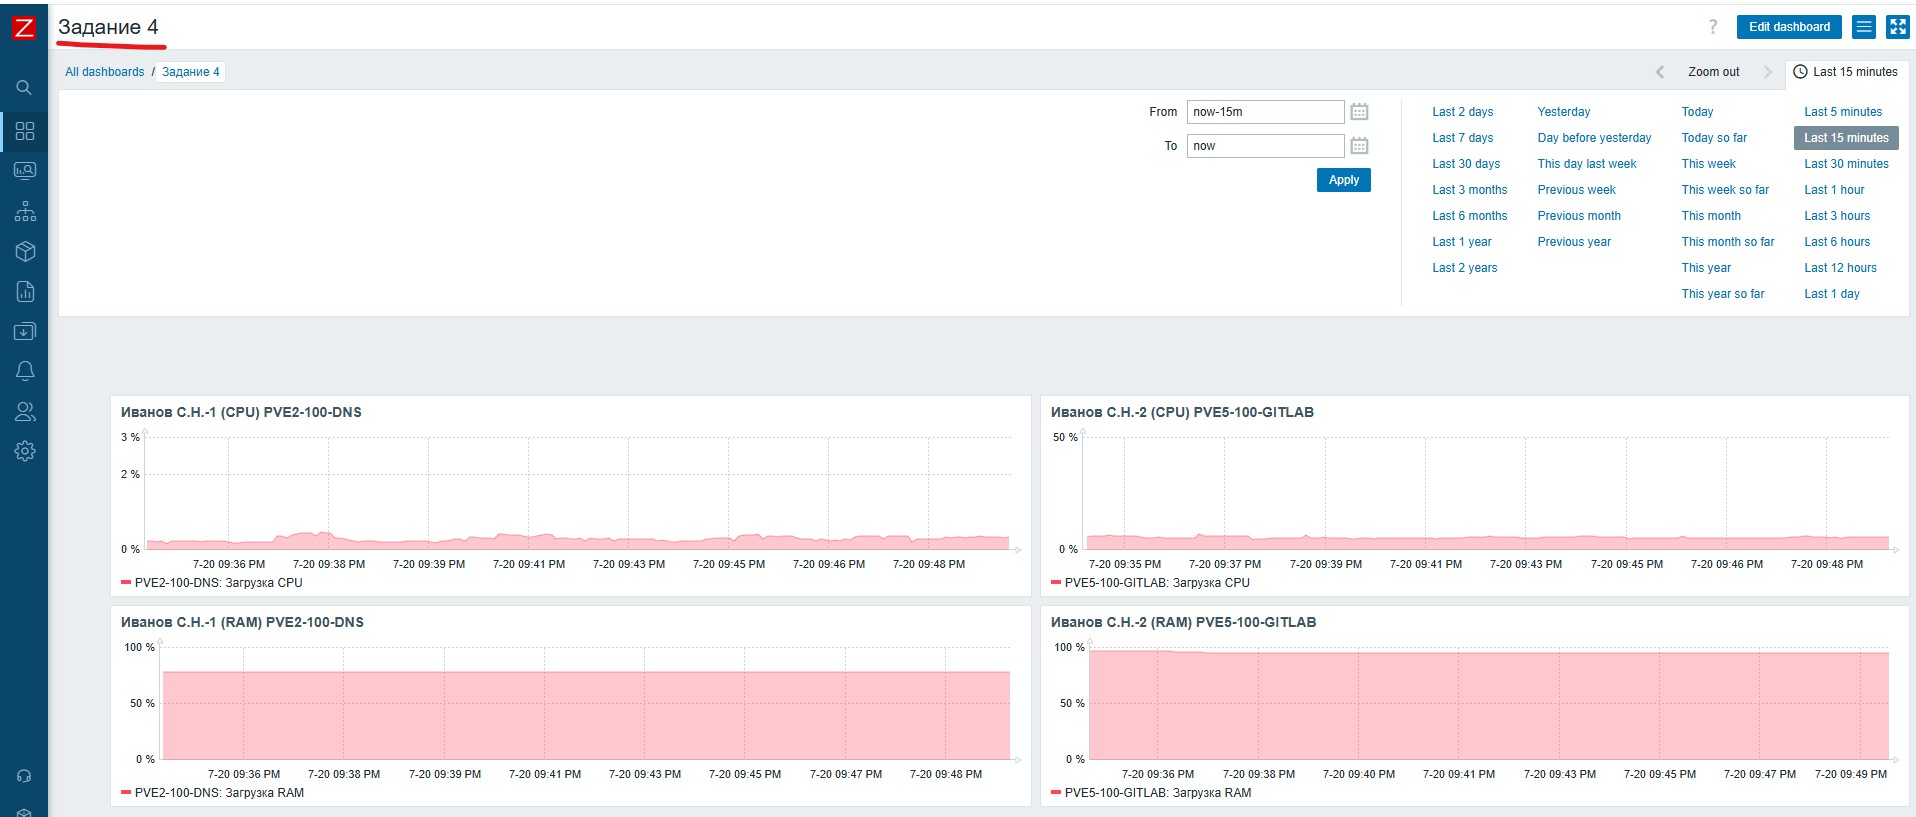 Z
Задание 4
?
Edit dashboard
All dashboards / Задание 4
Zoom out
Last 15 minutes
From now-15m
To now
Apply
Last 2 days Yesterday Today Last 5 minutes
Last 7 days Day before yesterday Today so far Last 15 minutes
Last 30 days This day last week This week Last 30 minutes
Last 3 months Previous week This week so far Last 1 hour
Last 6 months Previous month This month Last 3 hours
Last 1 year Previous year This month so far Last 6 hours
Last 2 years This year Last 12 hours
This year so far Last 1 day
Иванов С.Н.-1 (CPU) PVE2-100-DNS
3 %
2 %
0 %
7-20 09:36 PM 7-20 09:38 PM 7-20 09:39 PM 7-20 09:41 PM 7-20 09:43 PM 7-20 09:45 PM 7-20 09:46 PM 7-20 09:48 PM
PVE2-100-DNS: Загрузка CPU
Иванов С.Н.-2 (CPU) PVE5-100-GITLAB
50 %
0 %
7-20 09:35 PM 7-20 09:37 PM 7-20 09:39 PM 7-20 09:41 PM 7-20 09:43 PM 7-20 09:45 PM 7-20 09:46 PM 7-20 09:48 PM
PVE5-100-GITLAB: Загрузка CPU
Иванов С.Н.-1 (RAM) PVE2-100-DNS
100 %
50 %
0 %
7-20 09:36 PM 7-20 09:38 PM 7-20 09:39 PM 7-20 09:41 PM 7-20 09:43 PM 7-20 09:45 PM 7-20 09:47 PM 7-20 09:48 PM
PVE2-100-DNS: Загрузка RAM
Иванов С.Н.-2 (RAM) PVE5-100-GITLAB
100 %
50 %
0 %
7-20 09:36 PM 7-20 09:38 PM 7-20 09:40 PM 7-20 09:41 PM 7-20 09:43 PM 7-20 09:45 PM 7-20 09:47 PM 7-20 09:49 PM
PVE5-100-GITLAB: Загрузка RAM